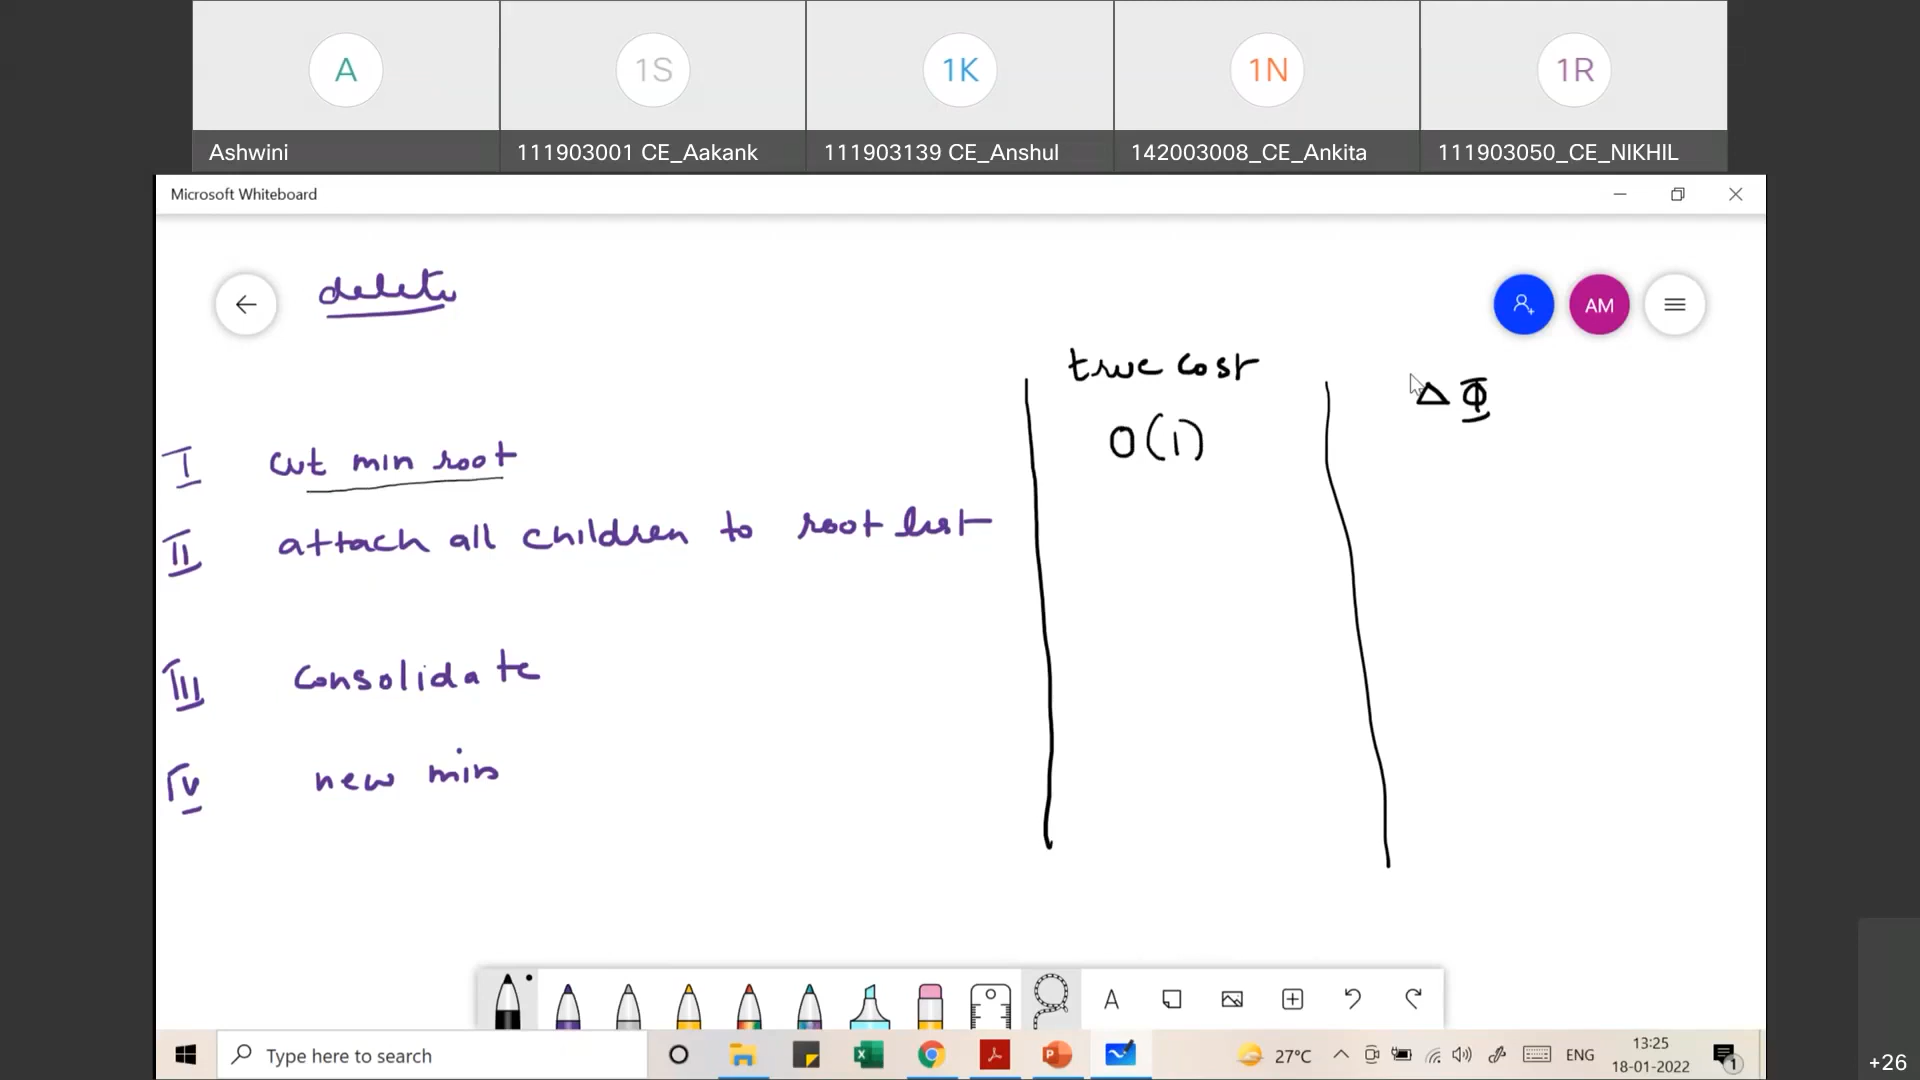 A 1S 1K 1N 1R
Ashwini 111903001 CE_Aakank 111903139 CE_Anshul 142003008_CE_Ankita 111903050_CE_NIKHIL
Microsoft Whiteboard
delete
AM
true cost
Δ Φ
O(1)
I cut min root
II attach all children to root list
III consolidate
IV new min
A
Type here to search
27°C
ENG
13:25
18-01-2022
1
+26